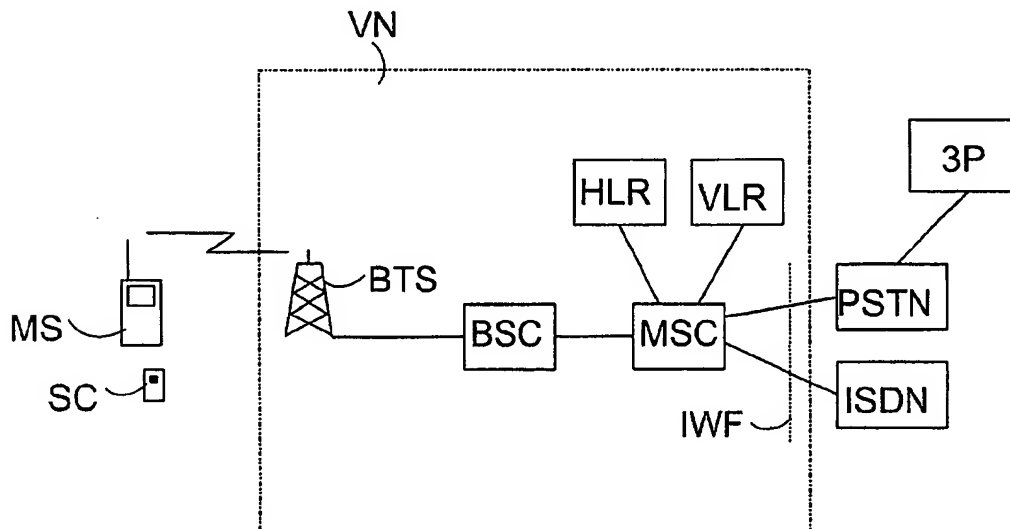 VN
3P
HLR
VLR
BTS
PSTN
MS
BSC
MSC
SC
ISDN
IWF